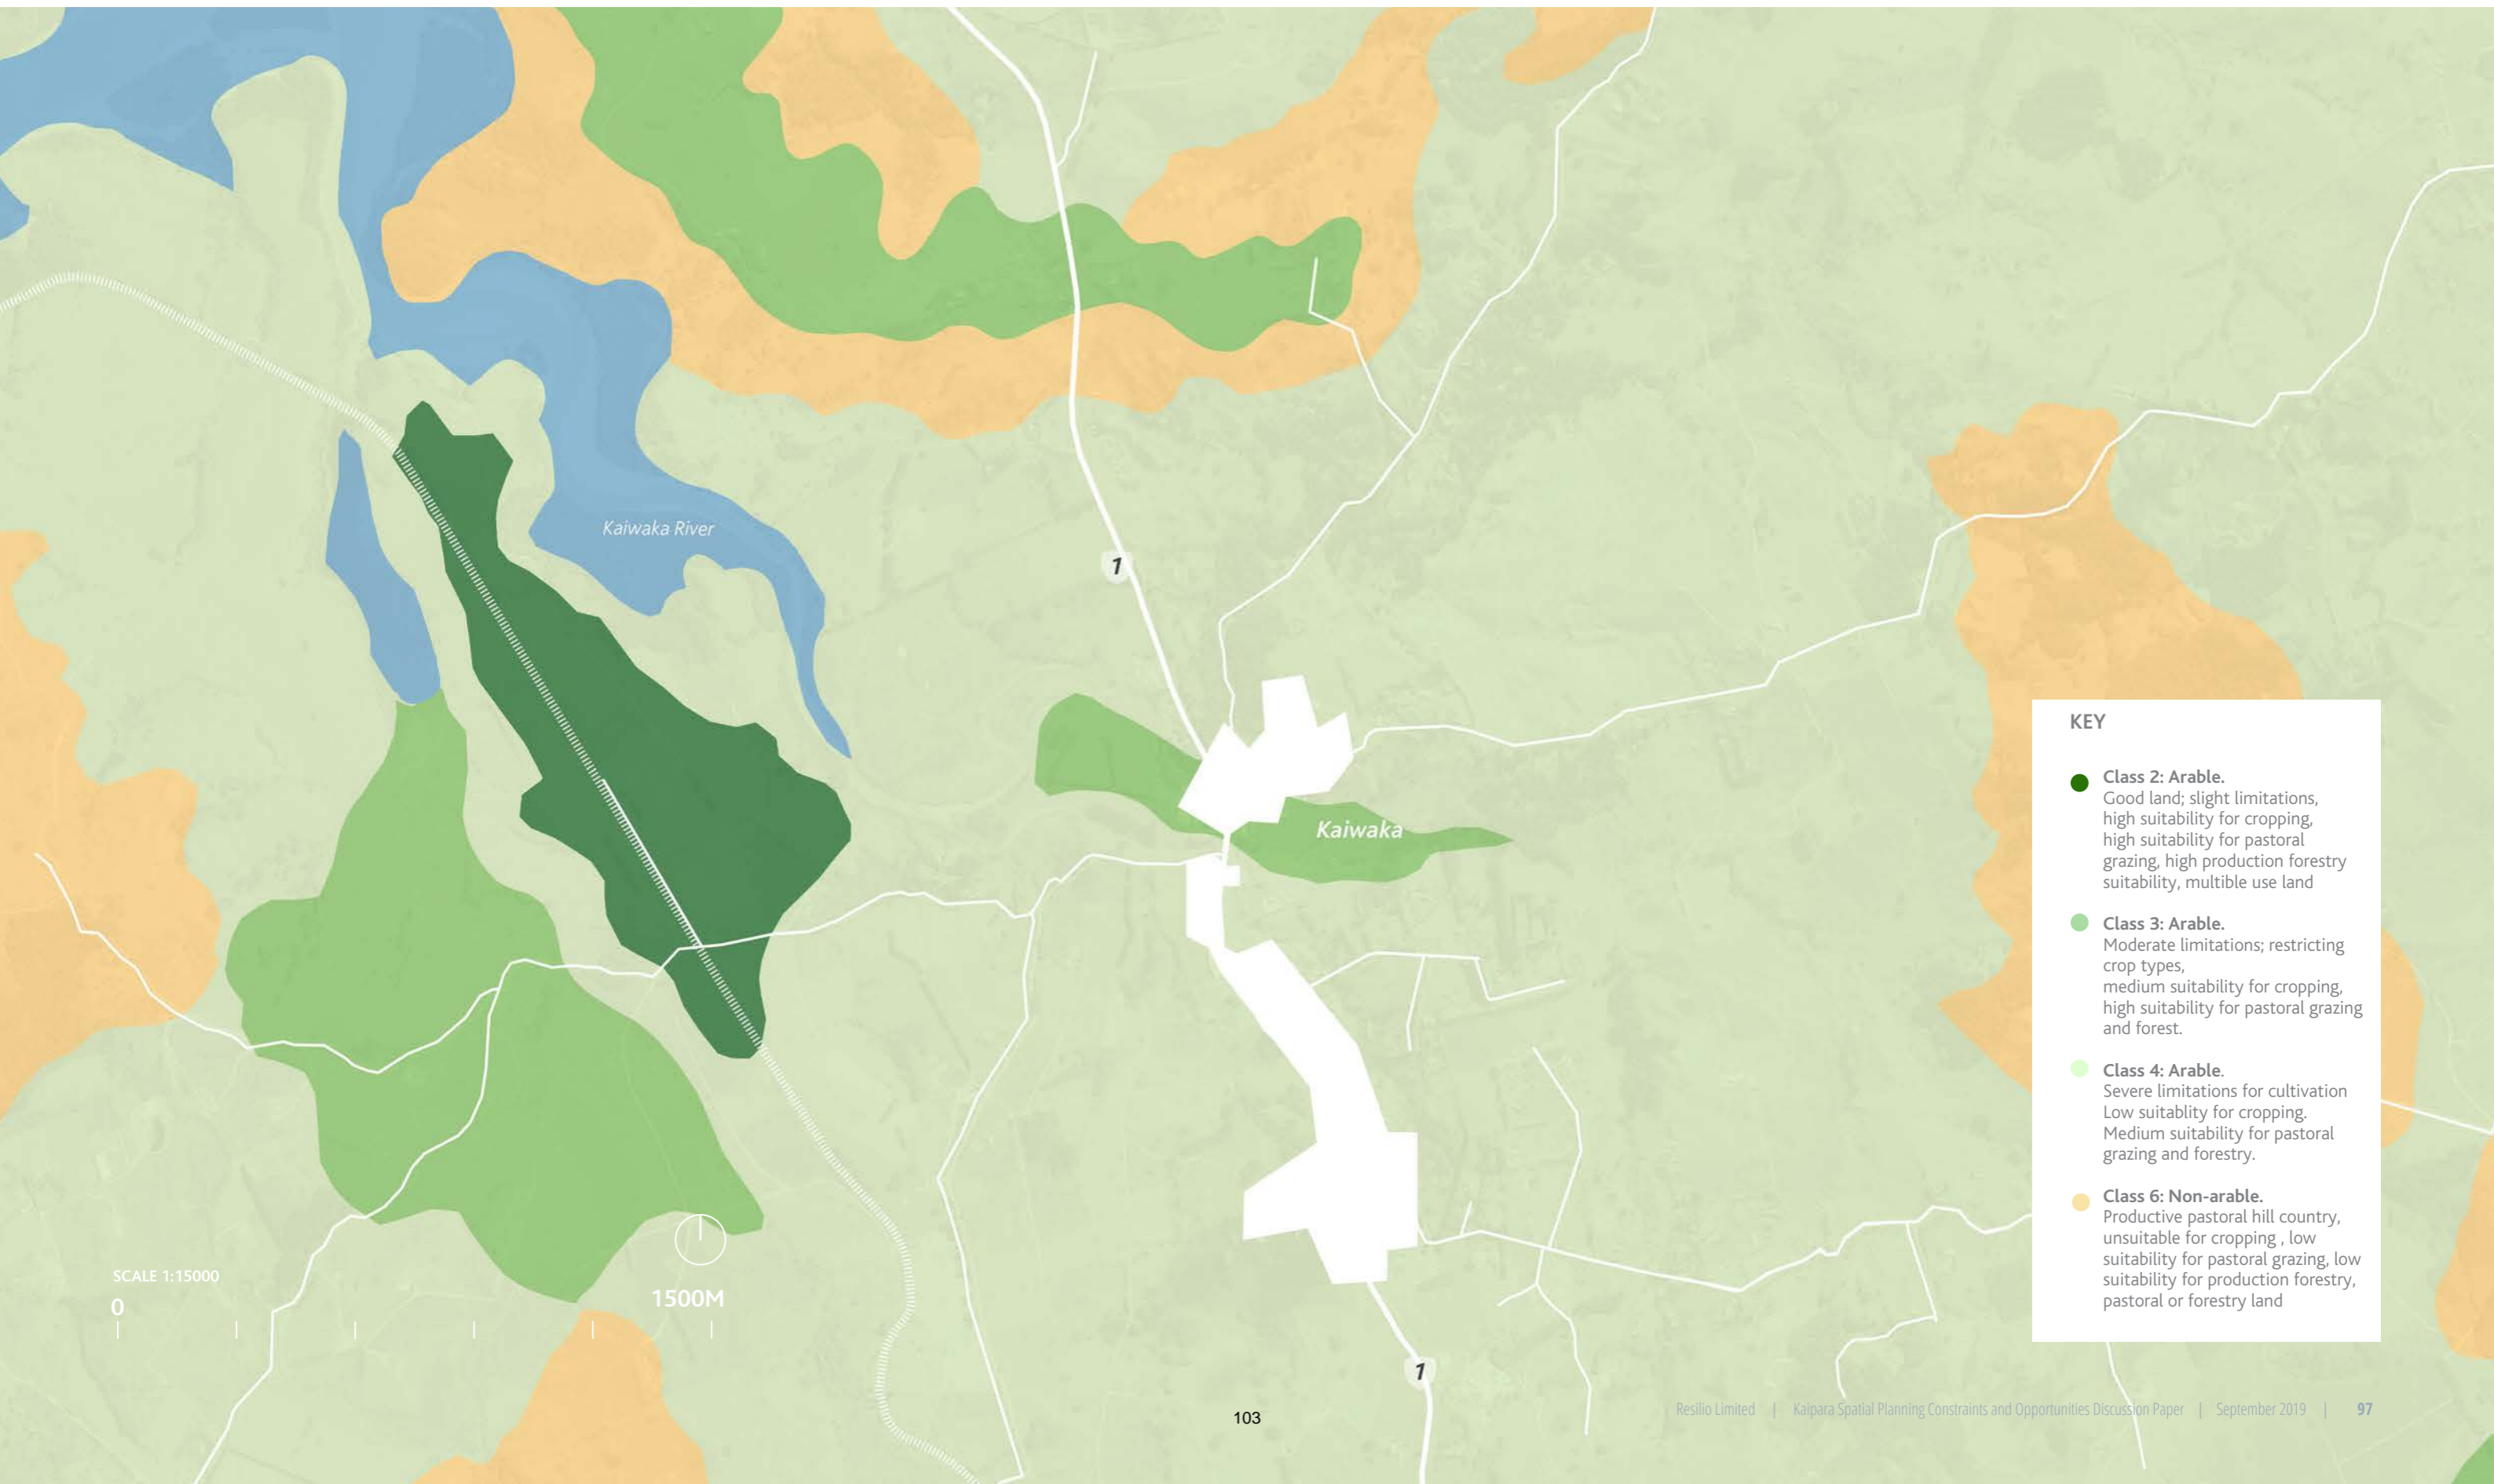 Kaiwaka River
1
Kaiwaka
KEY
Class 2: Arable.
Good land; slight limitations,
high suitability for cropping,
high suitability for pastoral
grazing, high production forestry
suitability, multible use land
Class 3: Arable.
Moderate limitations; restricting
crop types,
medium suitability for cropping,
high suitability for pastoral grazing
and forest.
Class 4: Arable.
Severe limitations for cultivation
Low suitablity for cropping.
Medium suitability for pastoral
grazing and forestry.
Class 6: Non-arable.
Productive pastoral hill country,
unsuitable for cropping , low
suitability for pastoral grazing, low
suitability for production forestry,
pastoral or forestry land
SCALE 1:15000
0
1500M
1
103
Resilio Limited | Kaipara Spatial Planning Constraints and Opportunities Discussion Paper | September 2019 | 97